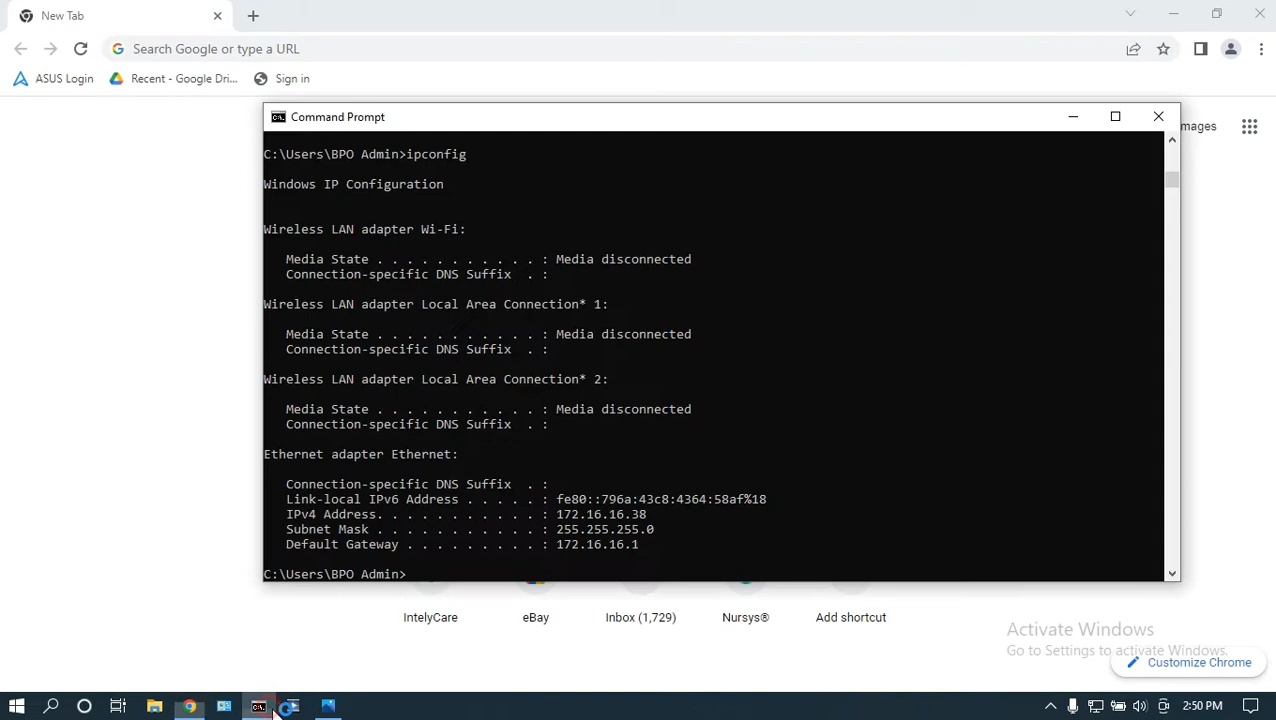 New Tab
Search Google or type a URL
ASUS Login
Recent - Google Dri...
Sign in
Command Prompt
mages
C:\Users\BPO Admin>ipconfig
Windows IP Configuration
Wireless LAN adapter Wi-Fi:
Media State . . . . . . . . . . . : Media disconnected
Connection-specific DNS Suffix  . :
Wireless LAN adapter Local Area Connection* 1:
Media State . . . . . . . . . . . : Media disconnected
Connection-specific DNS Suffix  . :
Wireless LAN adapter Local Area Connection* 2:
Media State . . . . . . . . . . . : Media disconnected
Connection-specific DNS Suffix  . :
Ethernet adapter Ethernet:
Connection-specific DNS Suffix  . :
Link-local IPv6 Address . . . . . : fe80::796a:43c8:4364:58af%18
IPv4 Address. . . . . . . . . . . : 172.16.16.38
Subnet Mask . . . . . . . . . . . : 255.255.255.0
Default Gateway . . . . . . . . . : 172.16.16.1
C:\Users\BPO Admin>
IntelyCare
eBay
Inbox (1,729)
Nursys®
Add shortcut
Activate Windows
Go to Settings to activate Windows.
Customize Chrome
2:50 PM